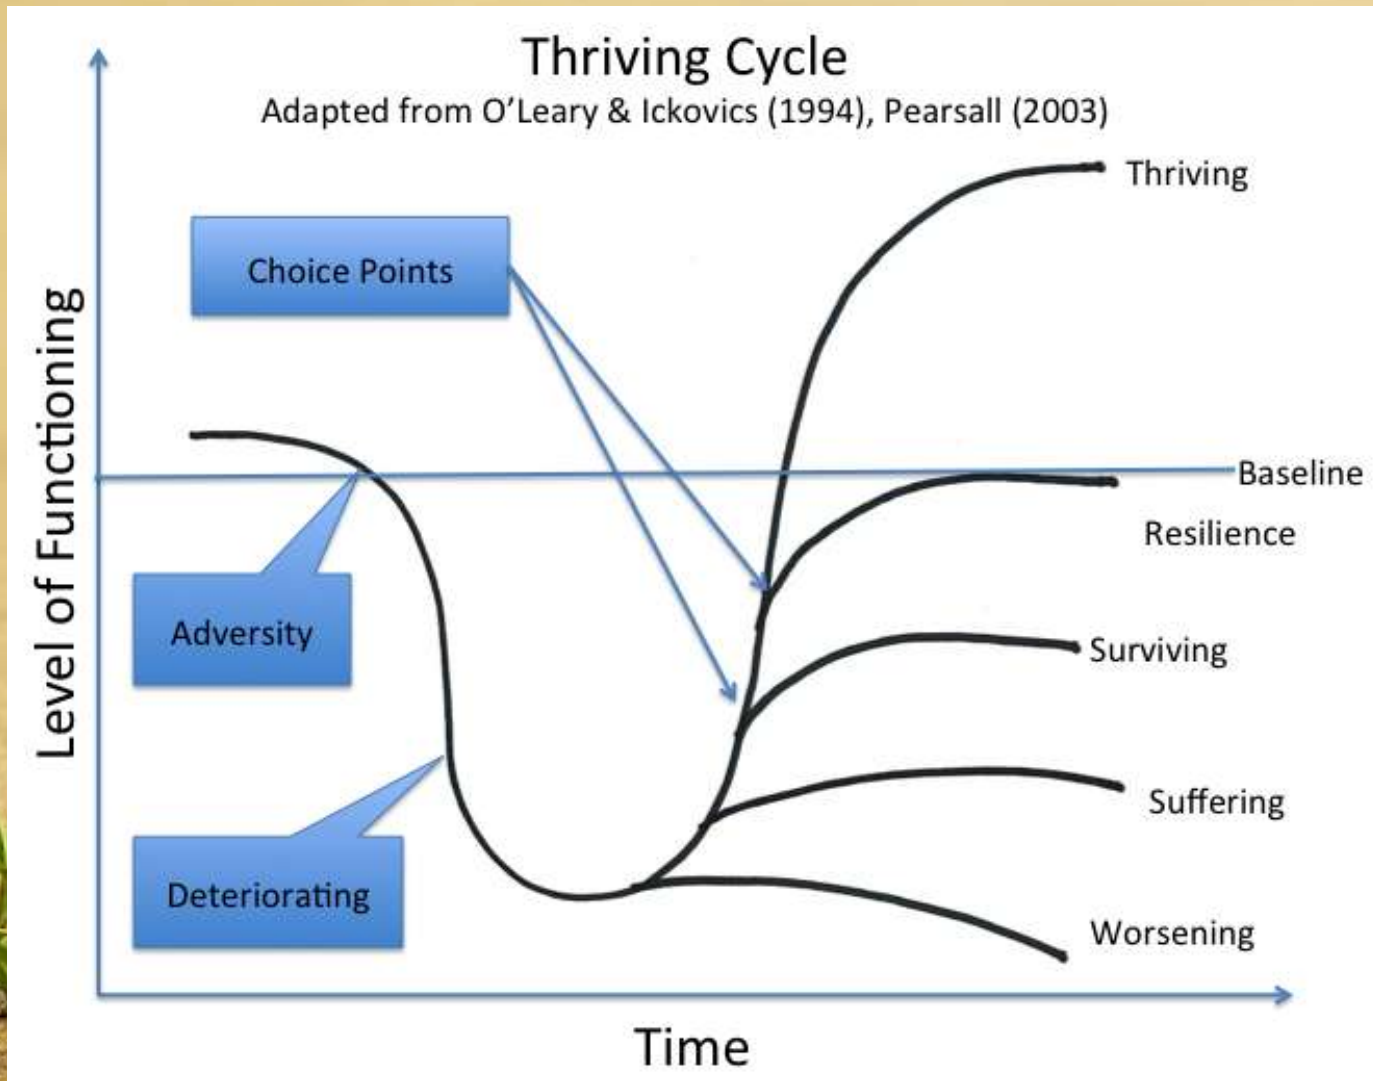 Thriving Cycle
Adapted from O'Leary & Ickovics (1994), Pearsall (2003)
Thriving
Choice Points
Level of Functioning
Baseline
Resilience
Adversity
Surviving
Suffering
Deteriorating
Worsening
Time